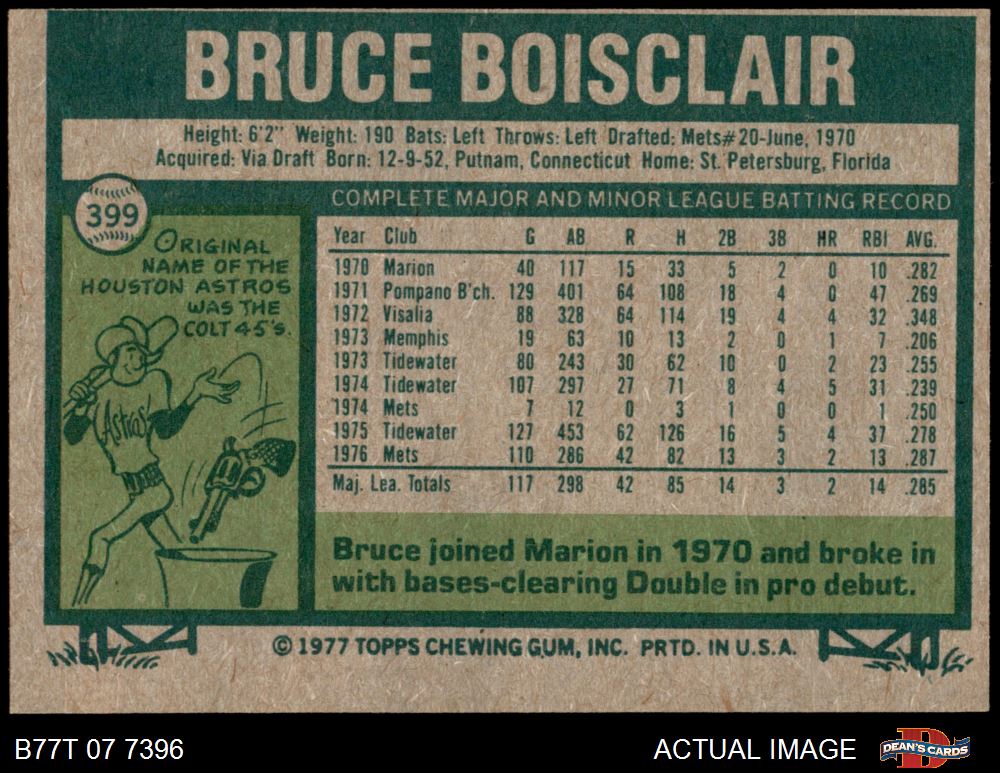 BRUCE BOISCLAIR
Height: 6'2" Weight: 190 Bats: Left Throws: Left Drafted: Mets#20-June, 1970
Acquired: Via Draft Born: 12-9-52, Putnam, Connecticut Home: St. Petersburg, Florida
399
ORIGINAL
NAME OF THE
HOUSTON ASTROS
WAS THE
COLT 45'S.
Astros
COMPLETE MAJOR AND MINOR LEAGUE BATTING RECORD
Year Club G AB R H 2B 3B HR RBI AVG.
1970 Marion 40 117 15 33 5 2 0 10 .282
1971 Pompano B'ch. 129 401 64 108 18 4 0 47 .269
1972 Visalia 88 328 64 114 19 4 4 32 .348
1973 Memphis 19 63 10 13 2 0 1 7 .206
1973 Tidewater 80 243 30 62 10 0 2 23 .255
1974 Tidewater 107 297 27 71 8 4 5 31 .239
1974 Mets 7 12 0 3 1 0 0 1 .250
1975 Tidewater 127 453 62 126 16 5 4 37 .278
1976 Mets 110 286 42 82 13 3 2 13 .287
Maj. Lea. Totals 117 298 42 85 14 3 2 14 .285
Bruce joined Marion in 1970 and broke in
with bases-clearing Double in pro debut.
© 1977 TOPPS CHEWING GUM, INC. PRTD. IN U.S.A.
B77T 07 7396
ACTUAL IMAGE
DEAN'S CARDS